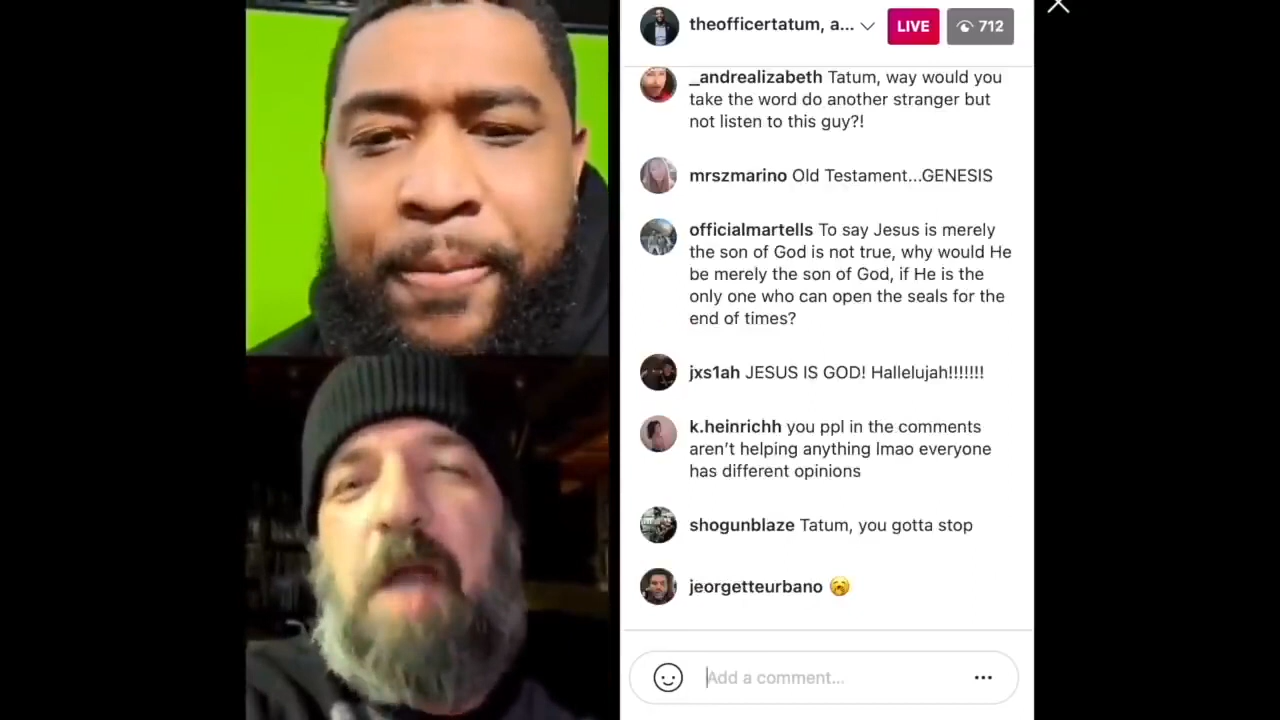 theofficertatum, a...
LIVE
712
_andrealizabeth Tatum, way would you
take the word do another stranger but
not listen to this guy?!
mrszmarino Old Testament...GENESIS
officialmartells To say Jesus is merely
the son of God is not true, why would He
be merely the son of God, if He is the
only one who can open the seals for the
end of times?
jxs1ah JESUS IS GOD! Hallelujah!!!!!!!
k.heinrichh you ppl in the comments
aren’t helping anything lmao everyone
has different opinions
shogunblaze Tatum, you gotta stop
jeorgetteurbano 😥
Add a comment...